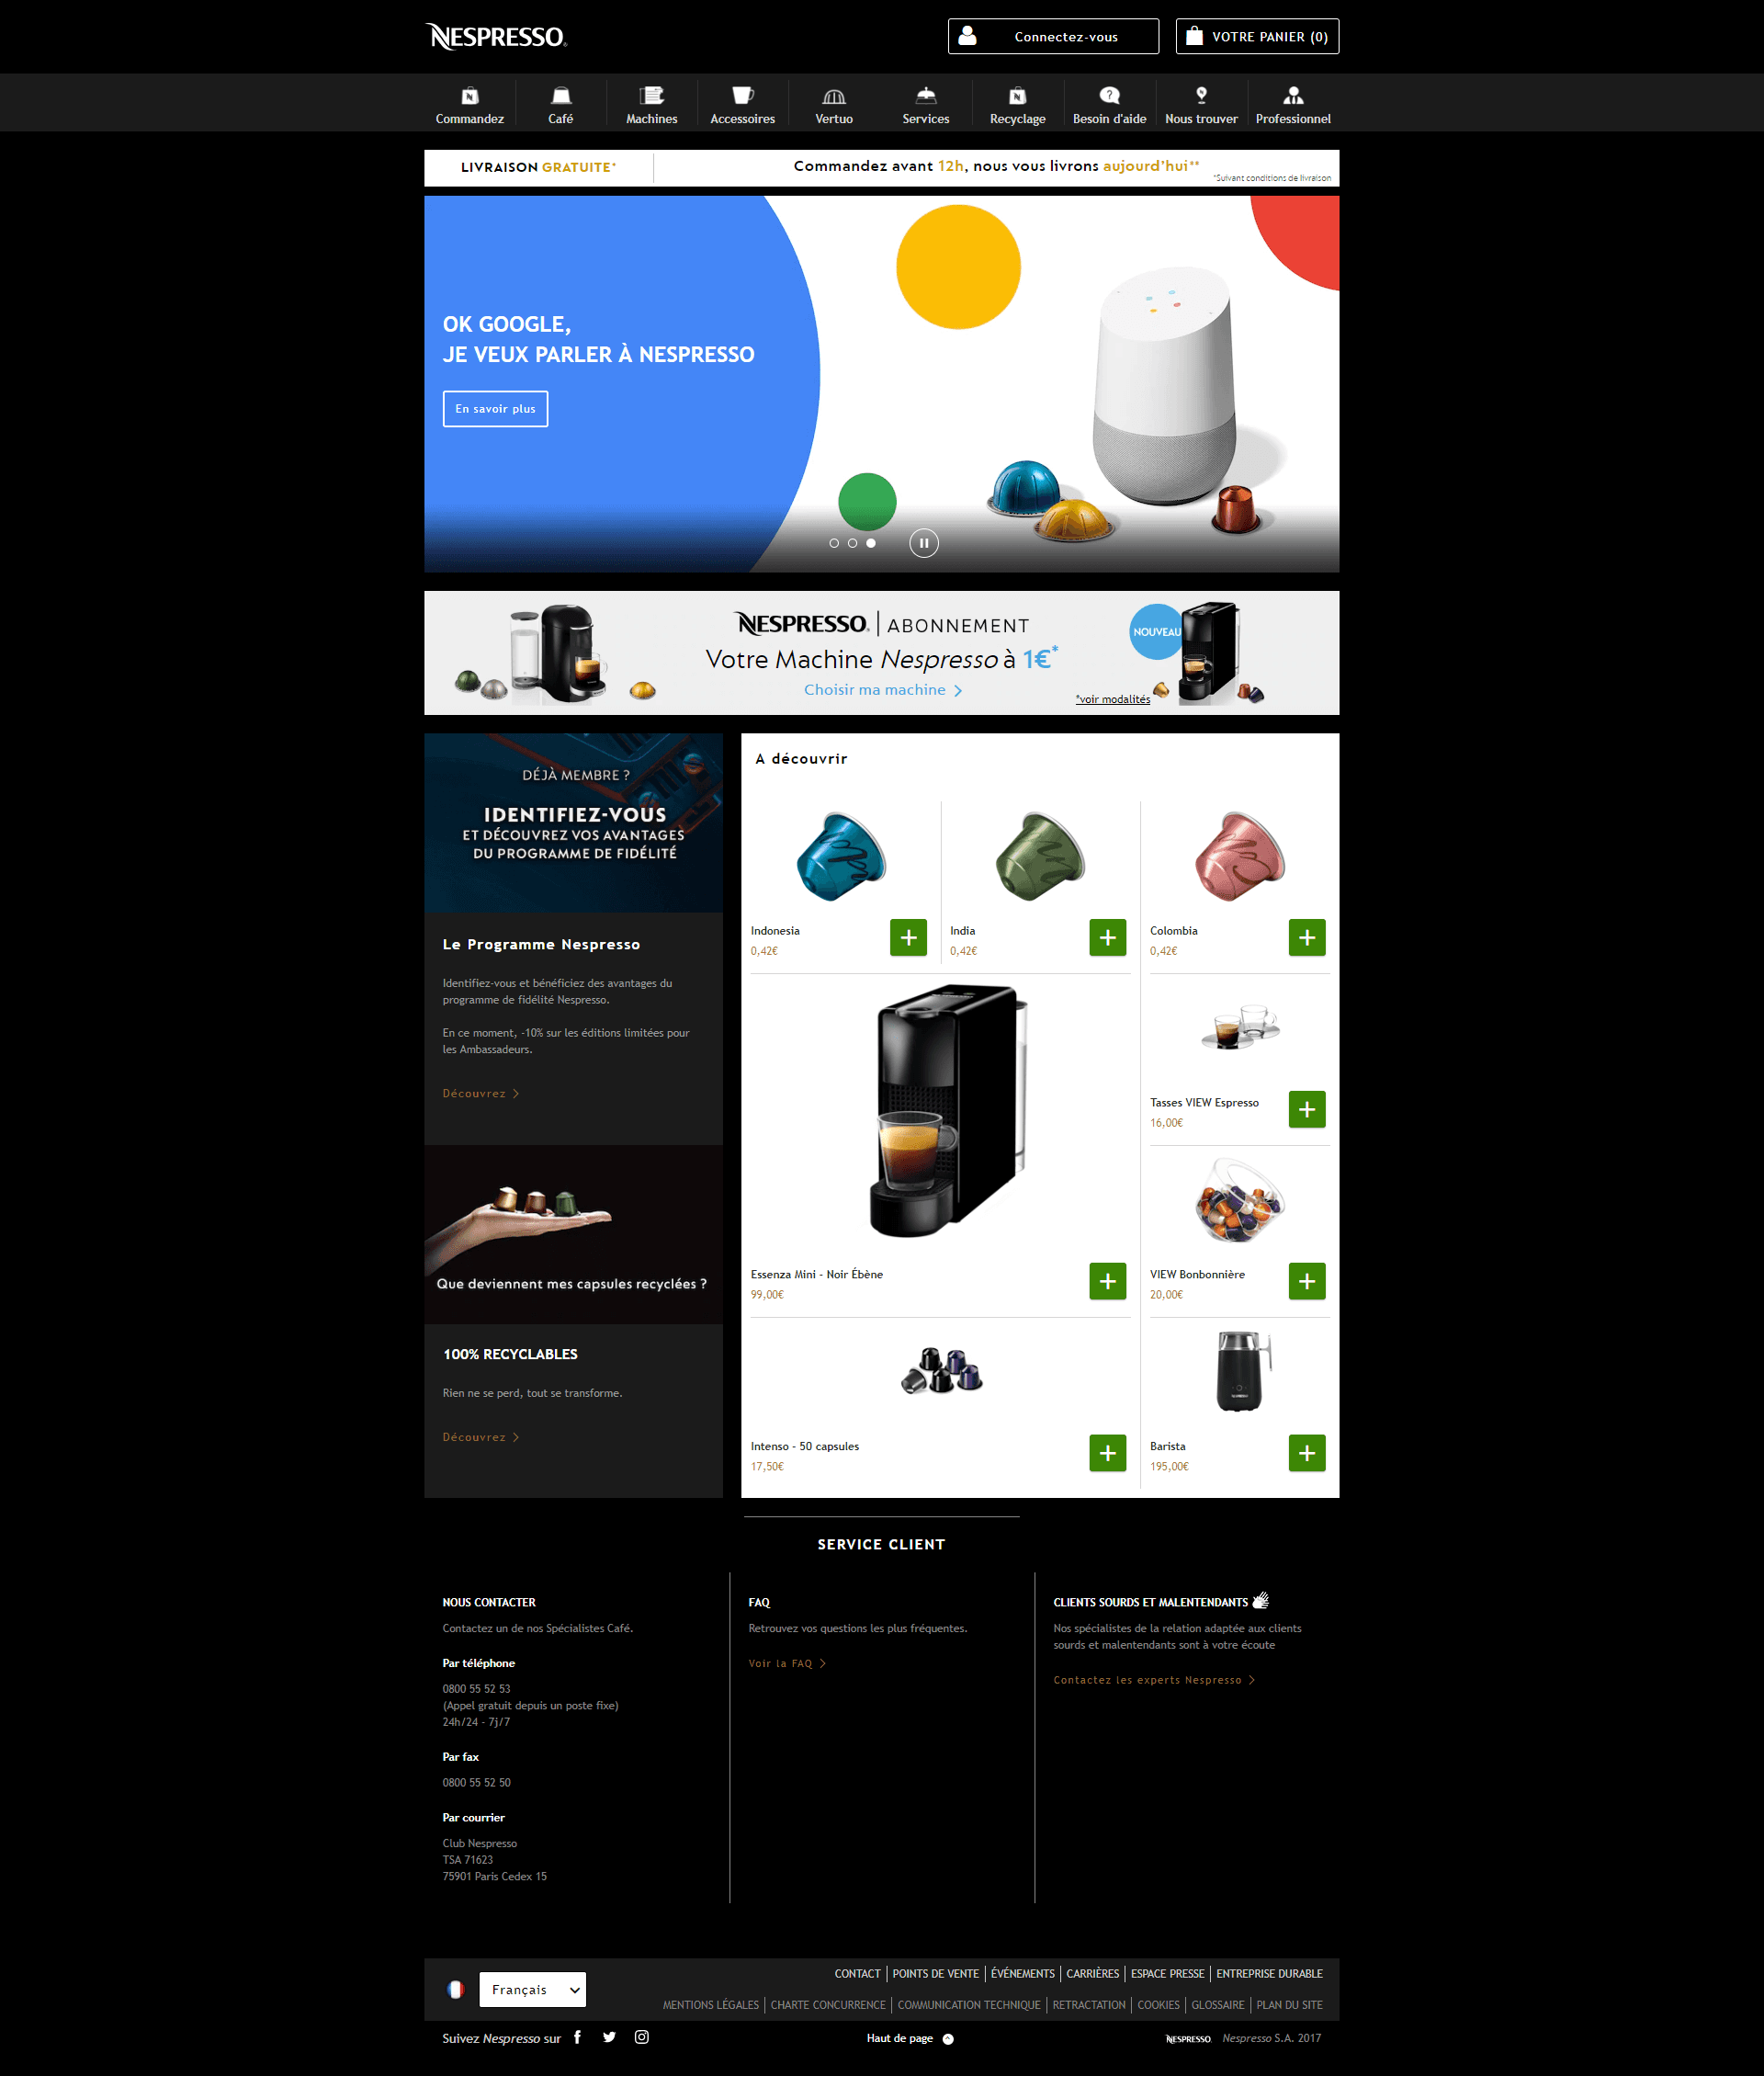 NESPRESSO
Connectez-vous
VOTRE PANIER (0)
Commandez
Café
Machines
Accessoires
Vertuo
Services
Recyclage
Besoin d'aide
Nous trouver
Professionnel
LIVRAISON GRATUITE*
Commandez avant 12h, nous vous livrons aujourd'hui**
*Suivant conditions de livraison
OK GOOGLE,
JE VEUX PARLER À NESPRESSO
En savoir plus
NESPRESSO | ABONNEMENT
Votre Machine Nespresso à 1€*
Choisir ma machine
NOUVEAU
*voir modalités
DÉJÀ MEMBRE ?
IDENTIFIEZ-VOUS
ET DÉCOUVREZ VOS AVANTAGES
DU PROGRAMME DE FIDÉLITÉ
Le Programme Nespresso
Identifiez-vous et bénéficiez des avantages du
programme de fidélité Nespresso.
En ce moment, -10% sur les éditions limitées pour
les Ambassadeurs.
Découvrez
Que deviennent mes capsules recyclées ?
100% RECYCLABLES
Rien ne se perd, tout se transforme.
Découvrez
A découvrir
Indonesia
0,42€
India
0,42€
Colombia
0,42€
Essenza Mini - Noir Ébène
99,00€
Tasses VIEW Espresso
16,00€
VIEW Bonbonnière
20,00€
Intenso - 50 capsules
17,50€
Barista
195,00€
SERVICE CLIENT
NOUS CONTACTER
Contactez un de nos Spécialistes Café.
Par téléphone
0800 55 52 53
(Appel gratuit depuis un poste fixe)
24h/24 - 7j/7
Par fax
0800 55 52 50
Par courrier
Club Nespresso
TSA 71623
75901 Paris Cedex 15
FAQ
Retrouvez vos questions les plus fréquentes.
Voir la FAQ
CLIENTS SOURDS ET MALENTENDANTS
Nos spécialistes de la relation adaptée aux clients
sourds et malentendants sont à votre écoute
Contactez les experts Nespresso
Français
CONTACT | POINTS DE VENTE | ÉVÉNEMENTS | CARRIÈRES | ESPACE PRESSE | ENTREPRISE DURABLE
MENTIONS LÉGALES | CHARTE CONCURRENCE | COMMUNICATION TECHNIQUE | RETRACTATION | COOKIES | GLOSSAIRE | PLAN DU SITE
Suivez Nespresso sur
Haut de page
NESPRESSO Nespresso S.A. 2017